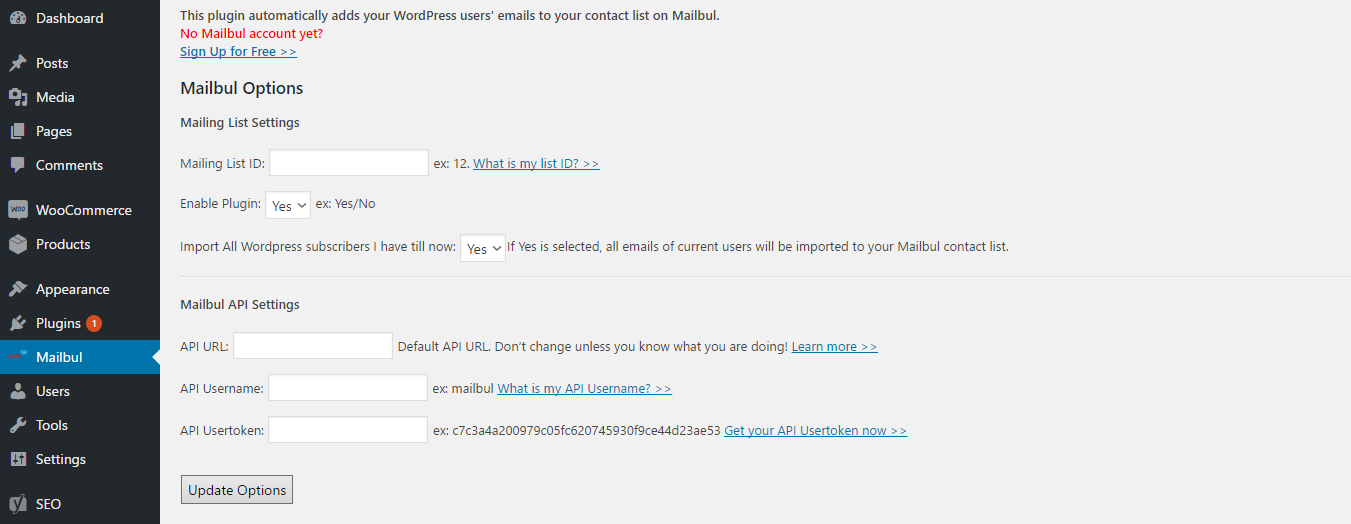 Dashboard
Posts
Media
Pages
Comments
WOO WooCommerce
Products
Appearance
Plugins 1
Mailbul
Users
Tools
Settings
SEO
This plugin automatically adds your WordPress users' emails to your contact list on Mailbul.
No Mailbul account yet?
Sign Up for Free >>
Mailbul Options
Mailing List Settings
Mailing List ID: ex: 12. What is my list ID? >>
Enable Plugin: Yes ex: Yes/No
Import All Wordpress subscribers I have till now: Yes If Yes is selected, all emails of current users will be imported to your Mailbul contact list.
Mailbul API Settings
API URL: Default API URL. Don't change unless you know what you are doing! Learn more >>
API Username: ex: mailbul What is my API Username? >>
API Usertoken: ex: c7c3a4a200979c05fc620745930f9ce44d23ae53 Get your API Usertoken now >>
Update Options